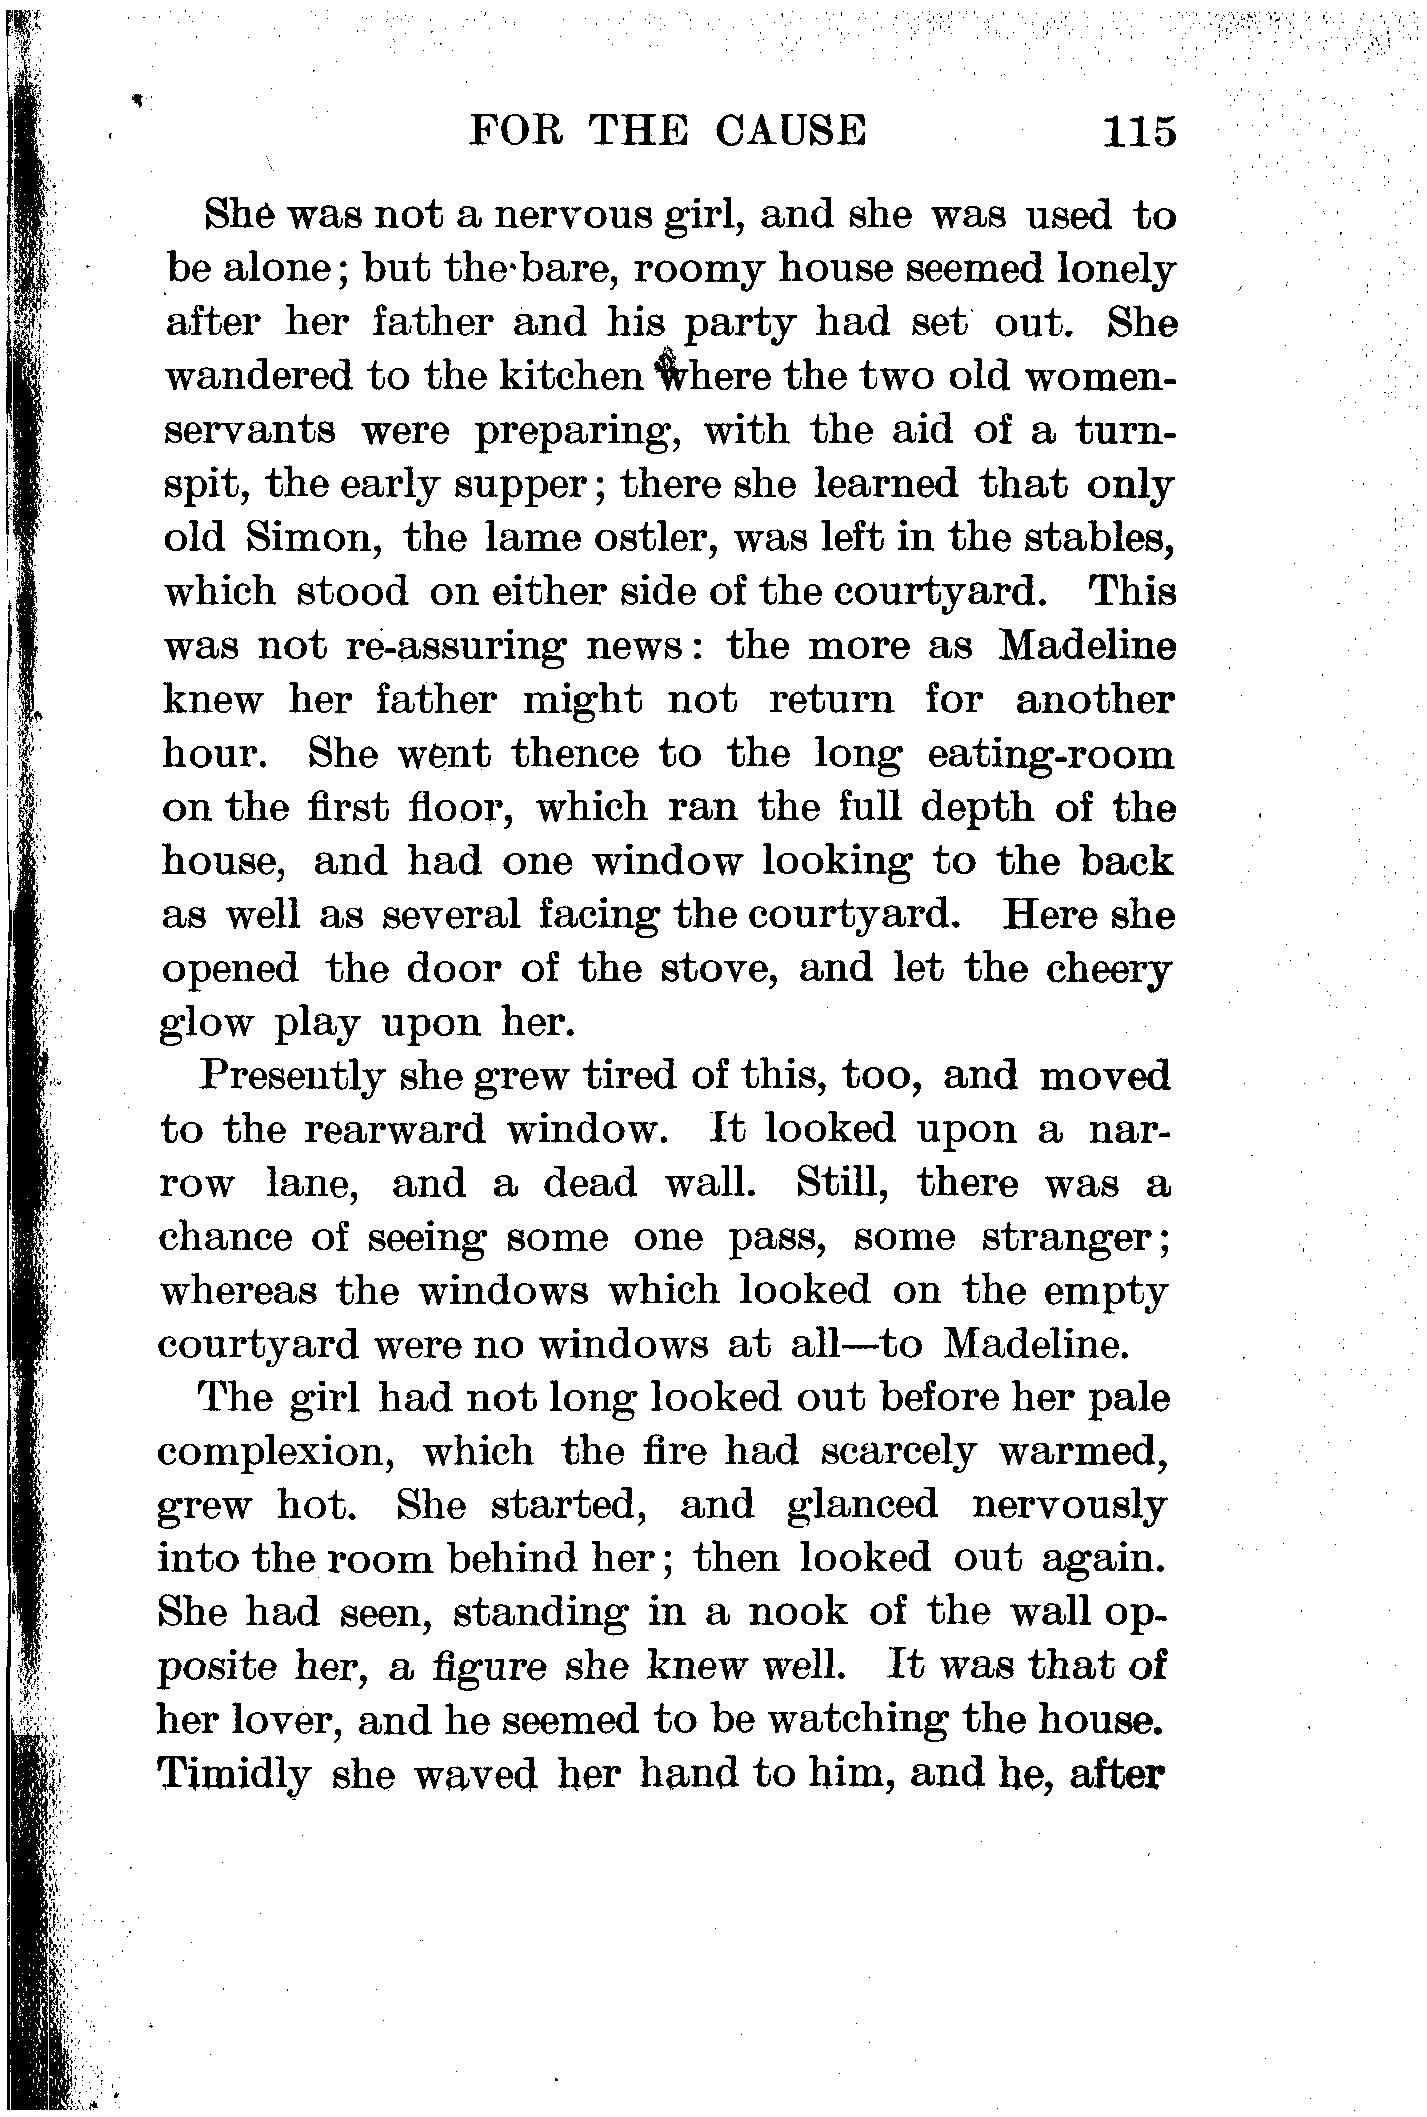 FOR THE CAUSE 115
She was not a nervous girl, and she was used to
be alone; but the bare, roomy house seemed lonely
after her father and his party had set out. She
wandered to the kitchen where the two old women-
servants were preparing, with the aid of a turn-
spit, the early supper; there she learned that only
old Simon, the lame ostler, was left in the stables,
which stood on either side of the courtyard. This
was not re-assuring news: the more as Madeline
knew her father might not return for another
hour. She went thence to the long eating-room
on the first floor, which ran the full depth of the
house, and had one window looking to the back
as well as several facing the courtyard. Here she
opened the door of the stove, and let the cheery
glow play upon her.
Presently she grew tired of this, too, and moved
to the rearward window. It looked upon a nar-
row lane, and a dead wall. Still, there was a
chance of seeing some one pass, some stranger;
whereas the windows which looked on the empty
courtyard were no windows at all—to Madeline.
The girl had not long looked out before her pale
complexion, which the fire had scarcely warmed,
grew hot. She started, and glanced nervously
into the room behind her; then looked out again.
She had seen, standing in a nook of the wall op-
posite her, a figure she knew well. It was that of
her lover, and he seemed to be watching the house.
Timidly she waved her hand to him, and he, after